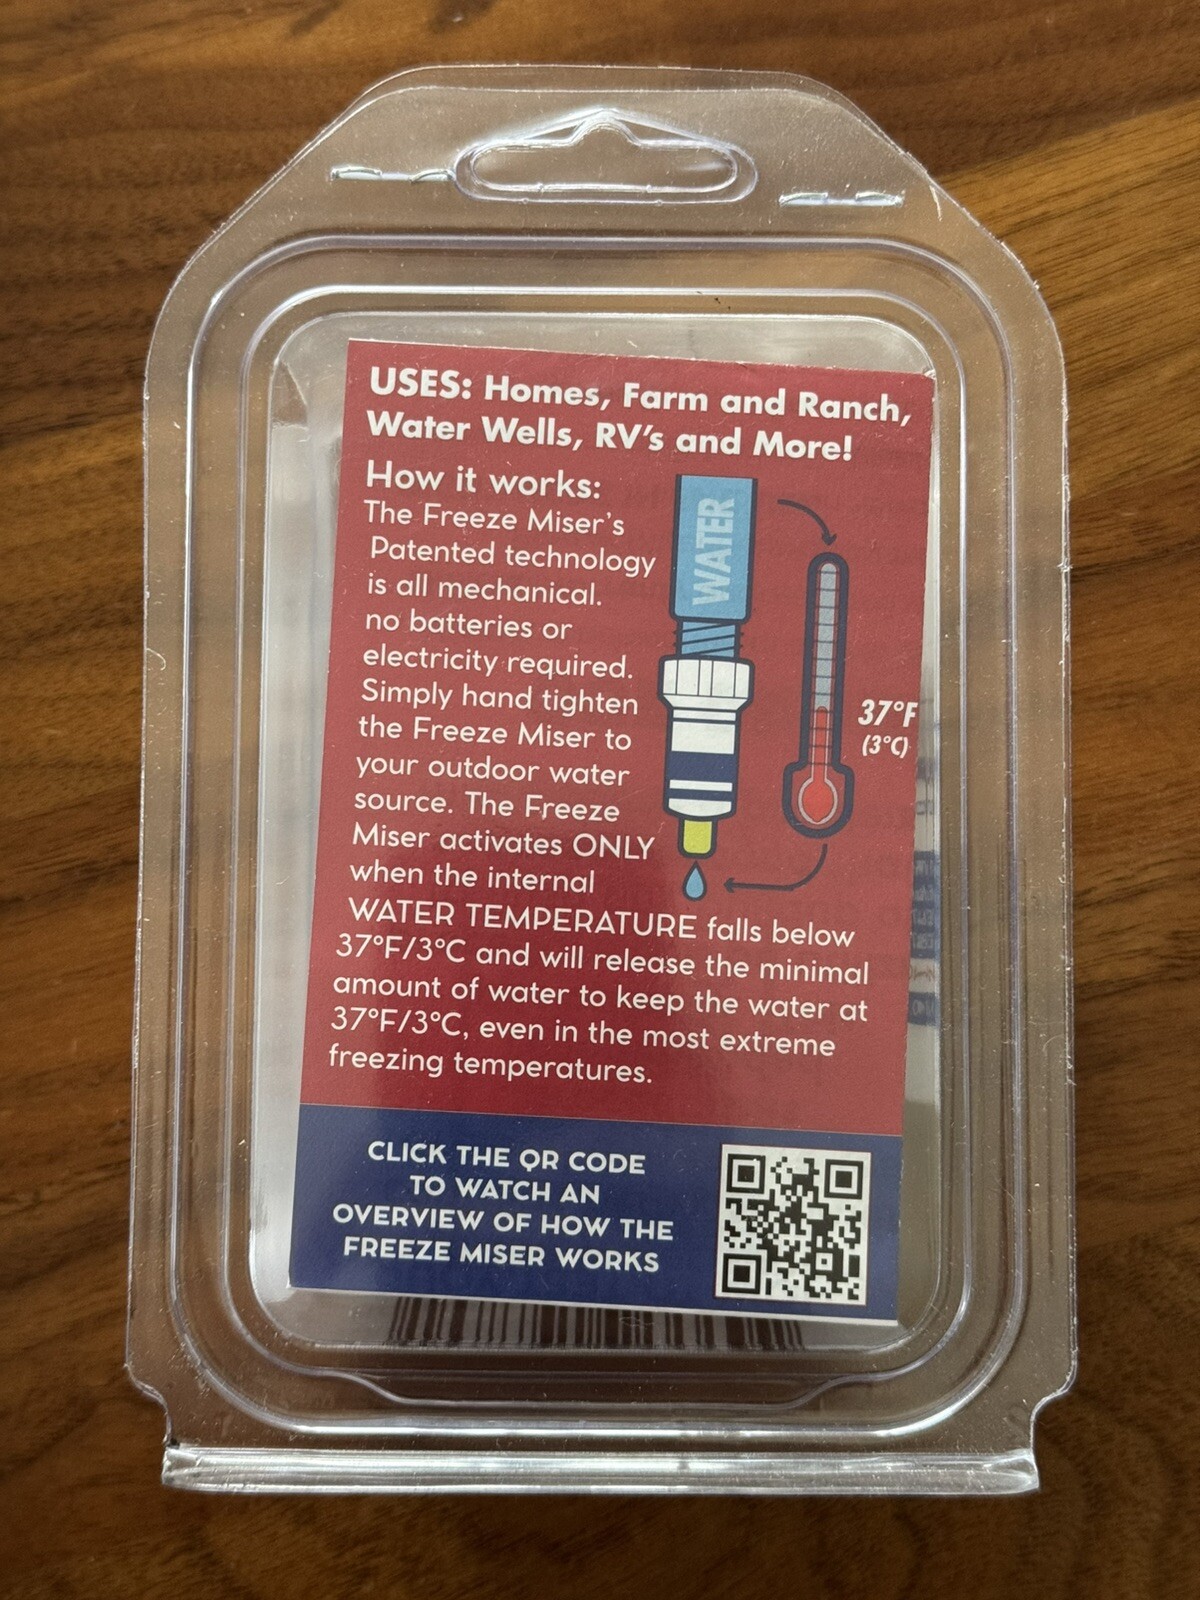 USES: Homes, Farm and Ranch,
Water Wells, RV's and More!
How it works:
The Freeze Miser's
Patented technology
is all mechanical.
no batteries or
electricity required.
Simply hand tighten
the Freeze Miser to
your outdoor water
source. The Freeze
Miser activates ONLY
when the internal
WATER TEMPERATURE falls below
37°F/3°C and will release the minimal
amount of water to keep the water at
37°F/3°C, even in the most extreme
freezing temperatures.
WATER
37°F
(3°C)
CLICK THE QR CODE
TO WATCH AN
OVERVIEW OF HOW THE
FREEZE MISER WORKS